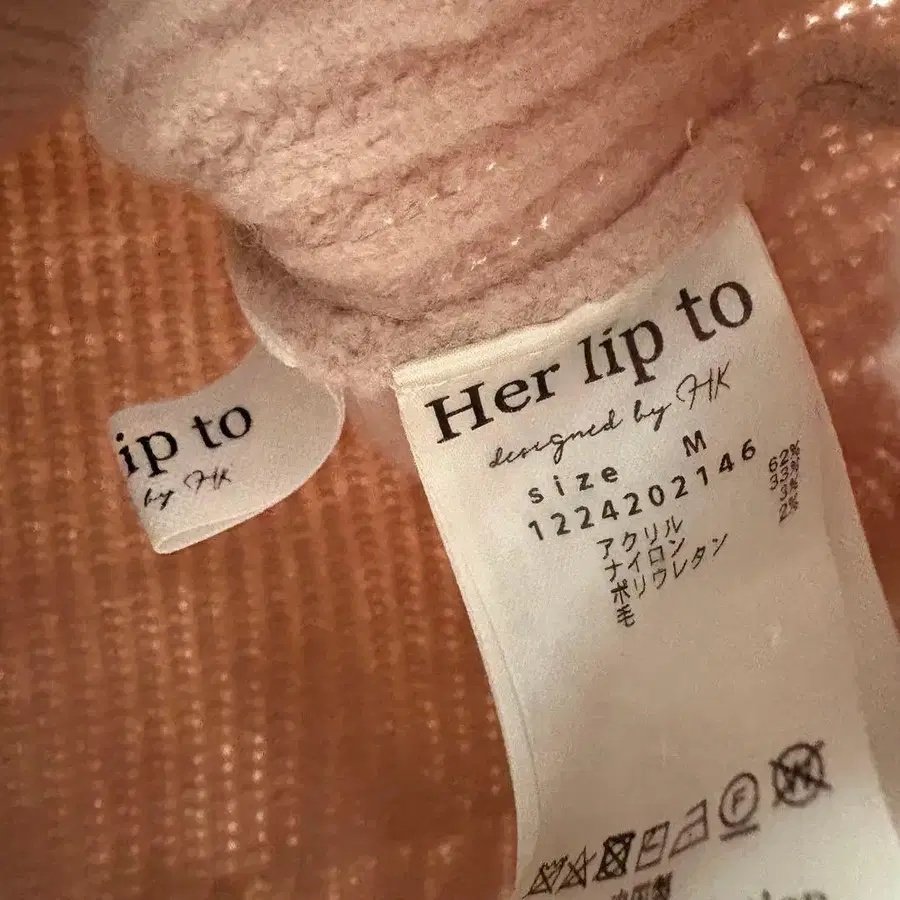 ip to
by HK
Her lip to
designed by HK
size M
1224202146
アクリル 62%
ナイロン 33%
ポリウレタン 3%
毛 2%
F
W